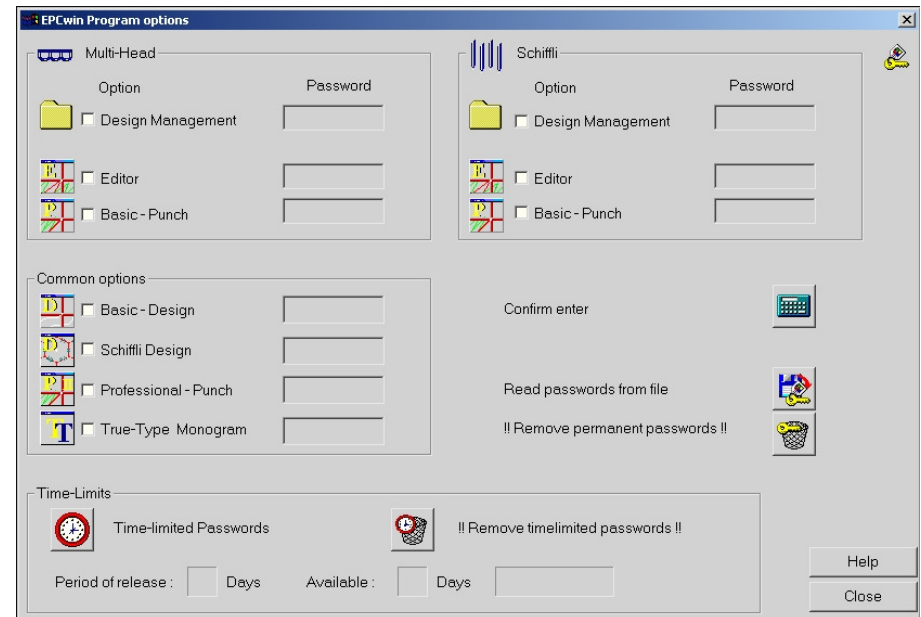 EPCwin Program options
Multi-Head
Option Password
Design Management
Editor
Basic - Punch
Schiffli
Option Password
Design Management
Editor
Basic - Punch
Common options
Basic - Design
Schiffli Design
Professional - Punch
True-Type Monogram
Confirm enter
Read passwords from file
!! Remove permanent passwords !!
Time-Limits
Time-limited Passwords !! Remove timelimited passwords !!
Period of release : Days Available : Days
Help
Close